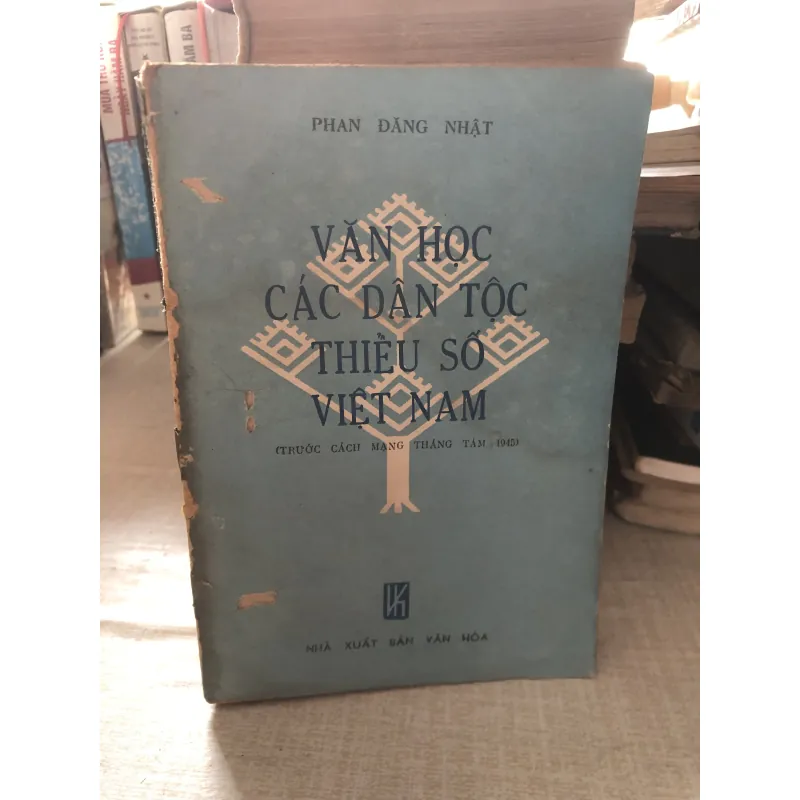 PHAN ĐĂNG NHẬT
VĂN HỌC
CÁC DÂN TỘC
THIỂU SỐ
VIỆT NAM
(TRƯỚC CÁCH MẠNG THÁNG TÁM 1945)
NHÀ XUẤT BẢN VĂN HÓA